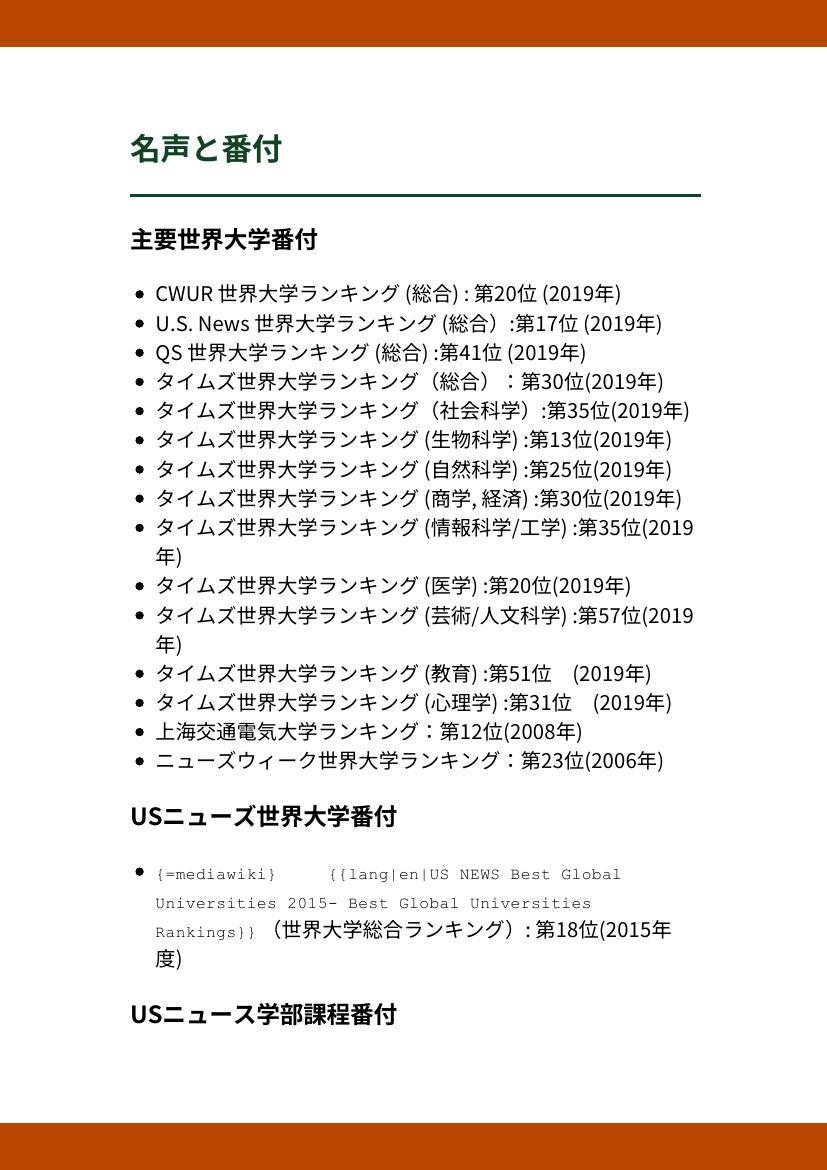 名声と番付
主要世界大学番付
CWUR 世界大学ランキング (総合) : 第20位 (2019年)
U.S. News 世界大学ランキング (総合）:第17位 (2019年)
QS 世界大学ランキング (総合) :第41位 (2019年)
タイムズ世界大学ランキング（総合）：第30位(2019年)
タイムズ世界大学ランキング（社会科学）:第35位(2019年)
タイムズ世界大学ランキング (生物科学) :第13位(2019年)
タイムズ世界大学ランキング (自然科学) :第25位(2019年)
タイムズ世界大学ランキング (商学, 経済) :第30位(2019年)
タイムズ世界大学ランキング (情報科学/工学) :第35位(2019
年)
タイムズ世界大学ランキング (医学) :第20位(2019年)
タイムズ世界大学ランキング (芸術/人文科学) :第57位(2019
年)
タイムズ世界大学ランキング (教育) :第51位　(2019年)
タイムズ世界大学ランキング (心理学) :第31位　(2019年)
上海交通電気大学ランキング：第12位(2008年)
ニューズウィーク世界大学ランキング：第23位(2006年)
USニューズ世界大学番付
{=mediawiki} {{lang|en|US NEWS Best Global
Universities 2015- Best Global Universities
Rankings}} （世界大学総合ランキング）: 第18位(2015年
度)
USニュース学部課程番付